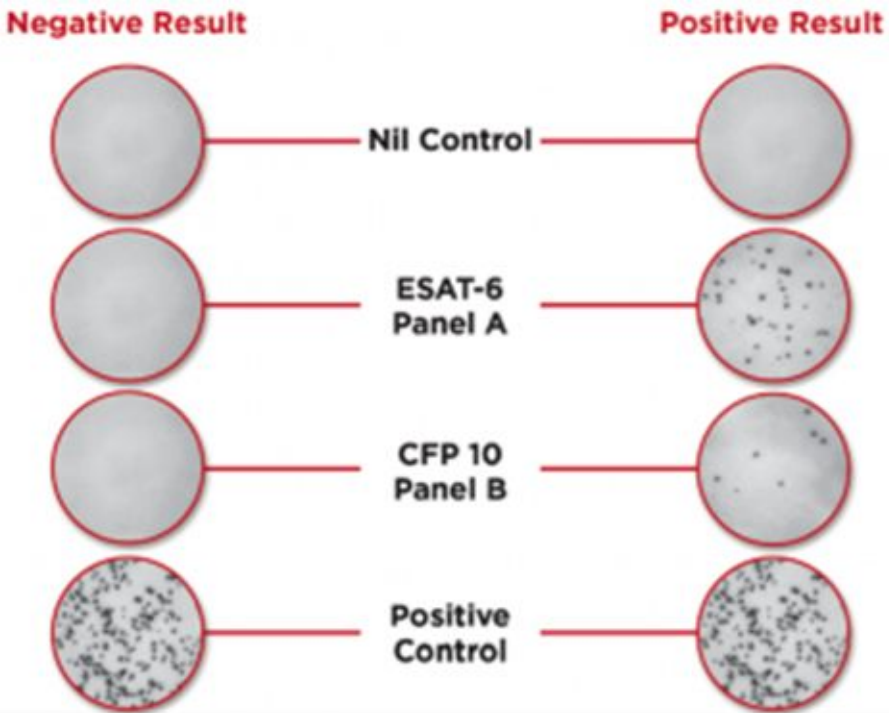 Negative Result
Positive Result
Nil Control
ESAT-6
Panel A
CFP 10
Panel B
Positive
Control